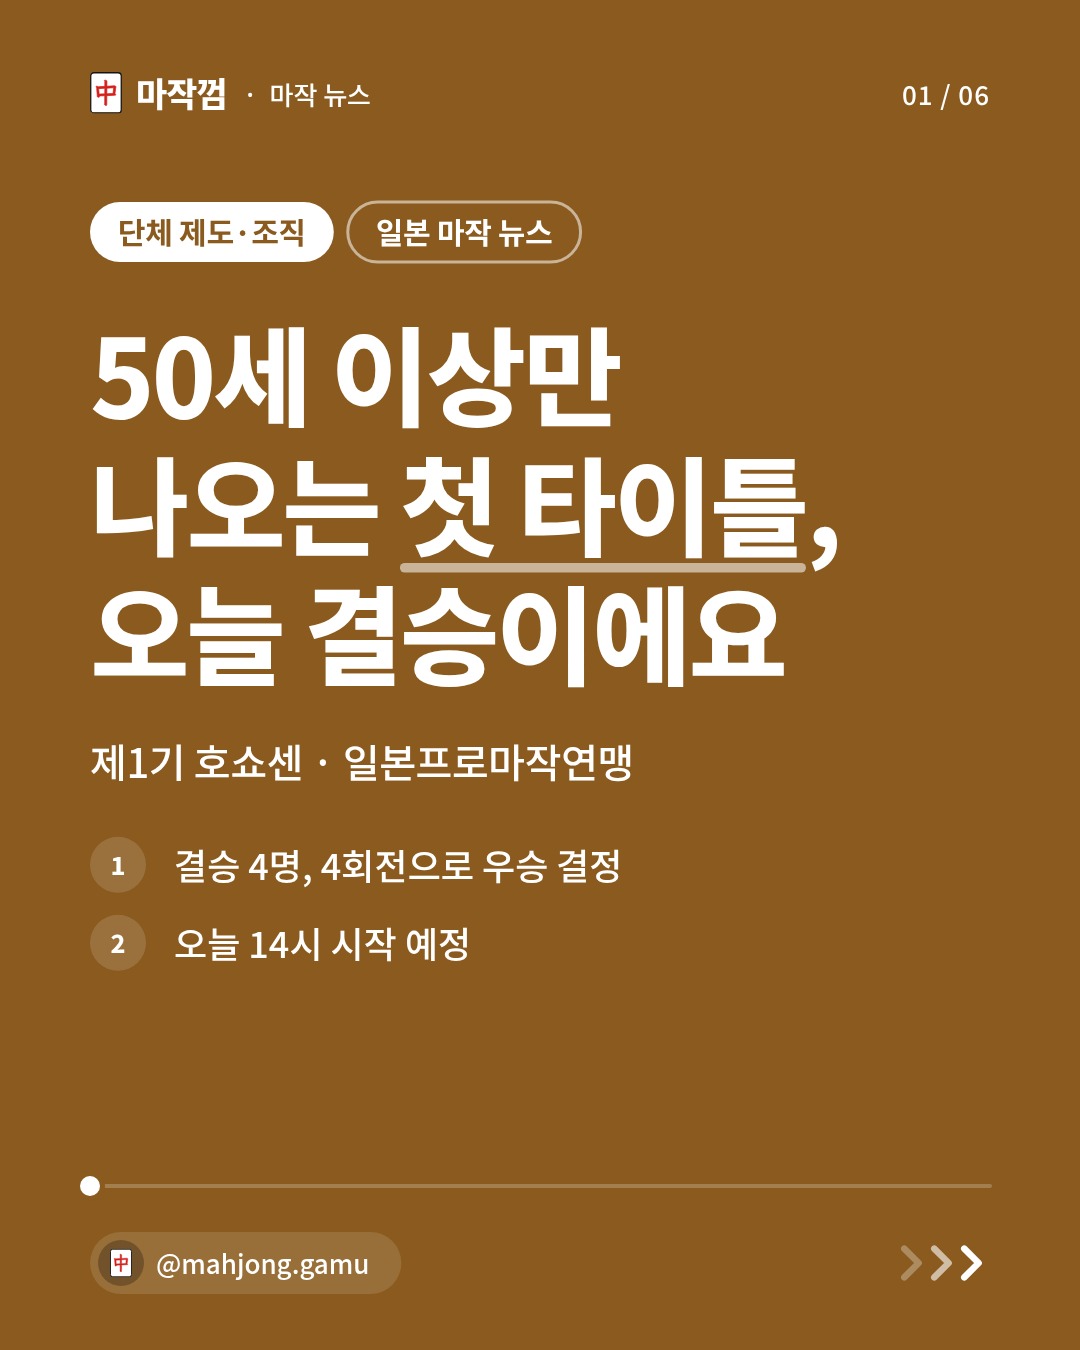 中 마작껌 · 마작 뉴스
01 / 06
단체 제도·조직
일본 마작 뉴스
50세 이상만
나오는 첫 타이틀,
오늘 결승이에요
제1기 호쇼센 · 일본프로마작연맹
1 결승 4명, 4회전으로 우승 결정
2 오늘 14시 시작 예정
中 @mahjong.gamu